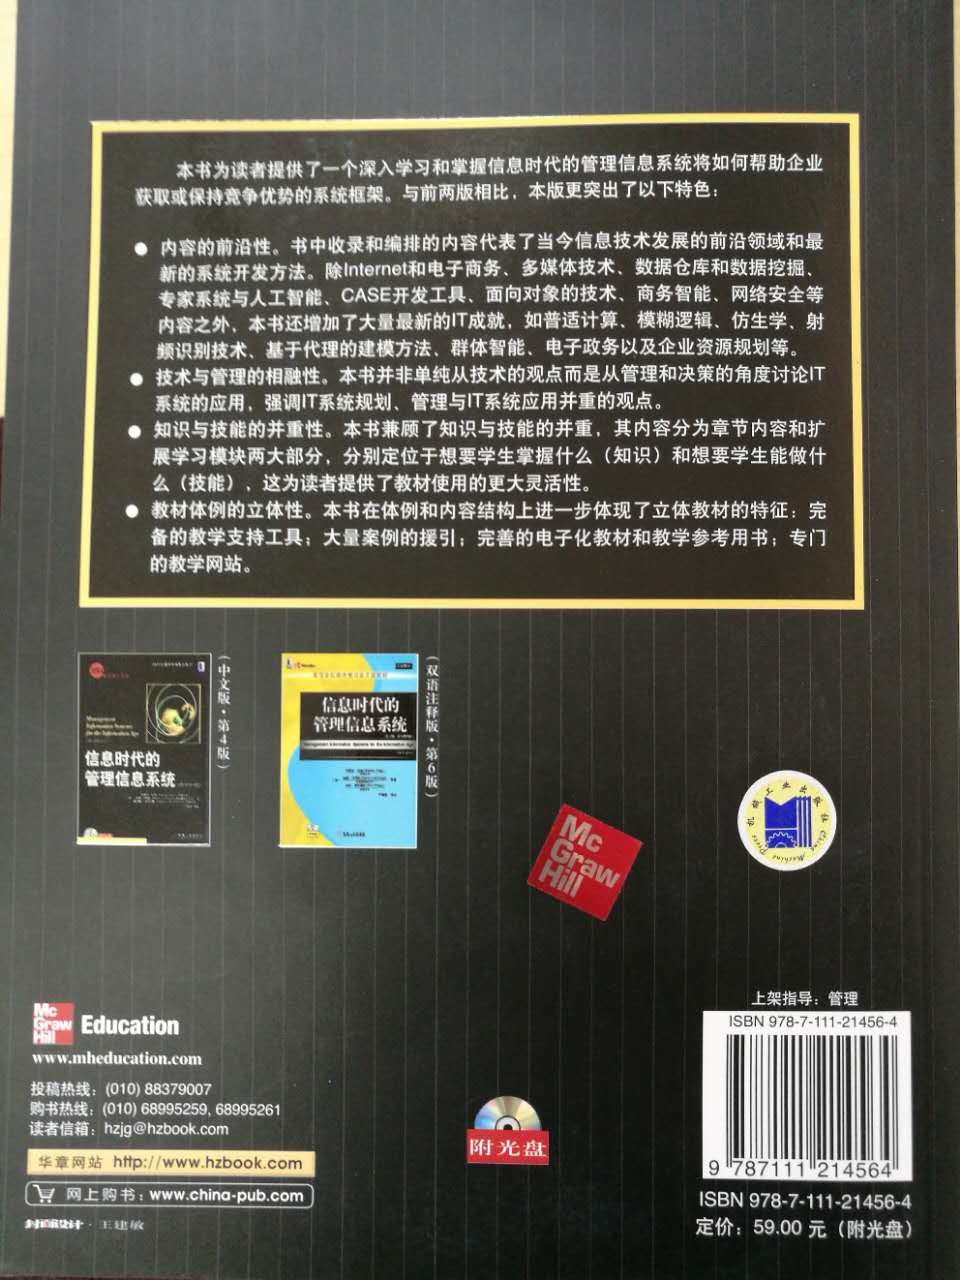 本书为读者提供了一个深入学习和掌握信息时代的管理信息系统将如何帮助企业
获取或保持竞争优势的系统框架。与前两版相比，本版更突出了以下特色：
● 内容的前沿性。书中收录和编排的内容代表了当今信息技术发展的前沿领域和最
新的系统开发方法。除Internet和电子商务、多媒体技术、数据仓库和数据挖掘、
专家系统与人工智能、CASE开发工具、面向对象的技术、商务智能、网络安全等
内容之外，本书还增加了大量最新的IT成就，如普适计算、模糊逻辑、仿生学、射
频识别技术、基于代理的建模方法、群体智能、电子政务以及企业资源规划等。
● 技术与管理的相融性。本书并非单纯从技术的观点而是从管理和决策的角度讨论IT
系统的应用，强调IT系统规划、管理与IT系统应用并重的观点。
● 知识与技能的并重性。本书兼顾了知识与技能的并重，其内容分为章节内容和扩
展学习模块两大部分，分别定位于想要学生掌握什么（知识）和想要学生能做什
么（技能），这为读者提供了教材使用的更大灵活性。
● 教材体例的立体性。本书在体例和内容结构上进一步体现了立体教材的特征：完
备的教学支持工具；大量案例的援引；完善的电子化教材和教学参考用书；专门
的教学网站。
Management
Information Systems
for the Information Age
信息时代的
管理信息系统
（中文版·第4版）
信息时代的
管理信息系统
Management Information Systems for the Information Age
（双语注释版·第6版）
Mc
Graw
Hill
机械工业出版社
China Machine Press
Mc
Graw
Hill
Education
www.mheducation.com
投稿热线：(010) 88379007
购书热线：(010) 68995259, 68995261
读者信箱：hzjg@hzbook.com
华章网站 http://www.hzbook.com
网上购书：www.china-pub.com
封面设计·王建敏
附光盘
上架指导：管理
ISBN 978-7-111-21456-4
9 787111 214564
ISBN 978-7-111-21456-4
定价：59.00 元（附光盘）